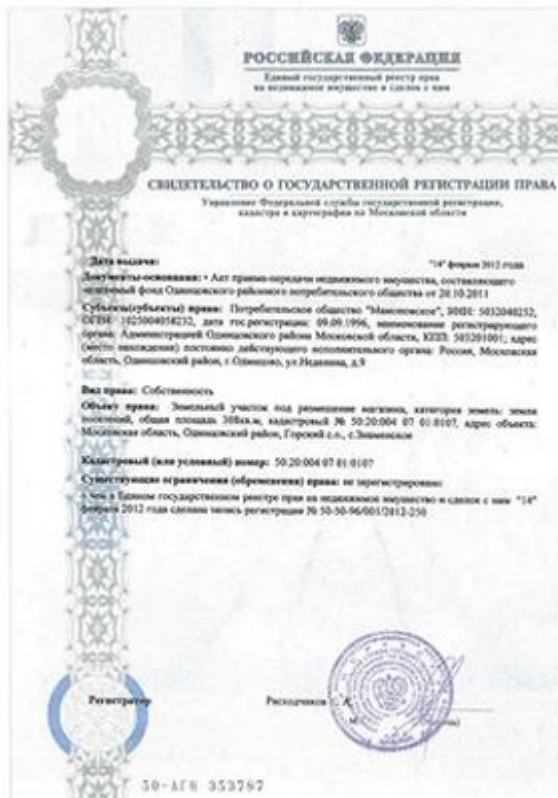 РОССИЙСКАЯ ФЕДЕРАЦИЯ
Единый государственный реестр прав
на недвижимое имущество и сделок с ним
СВИДЕТЕЛЬСТВО О ГОСУДАРСТВЕННОЙ РЕГИСТРАЦИИ ПРАВА
Управление Федеральной службы государственной регистрации,
кадастра и картографии по Московской области
Дата выдачи: "14" февраля 2012 года
Документы-основания: • Акт приема-передачи недвижимого имущества, составляющего
фонд Одинцовского районного потребительского общества от 20.10.2011
Субъект(субъекты) права: Потребительское общество "Мамоновское", ИНН: 5032040252,
ОГРН: 1025004058232, дата гос.регистрации: 09.09.1996, наименование регистрирующего
органа: Администрацией Одинцовского района Московской области, КПП: 503201001; адрес
(место нахождения) постоянно действующего исполнительного органа: Россия, Московская
область, Одинцовский район, г.Одинцово, ул.Неделина, д.9
Вид права: Собственность
Объект права: Земельный участок под размещение магазина, категория земель: земли
поселений, общая площадь 308кв.м, кадастровый № 50:20:004 07 01:0107, адрес объекта:
Московская область, Одинцовский район, Горский с.о., с.Знаменское
Кадастровый (или условный) номер: 50:20:004 07 01:0107
Существующие ограничения (обременения) права: не зарегистрировано
о чем в Едином государственном реестре прав на недвижимое имущество и сделок с ним "14"
февраля 2012 года сделана запись регистрации № 50-50-96/001/2012-250
Регистратор Расходчиков
50-АГN 353787